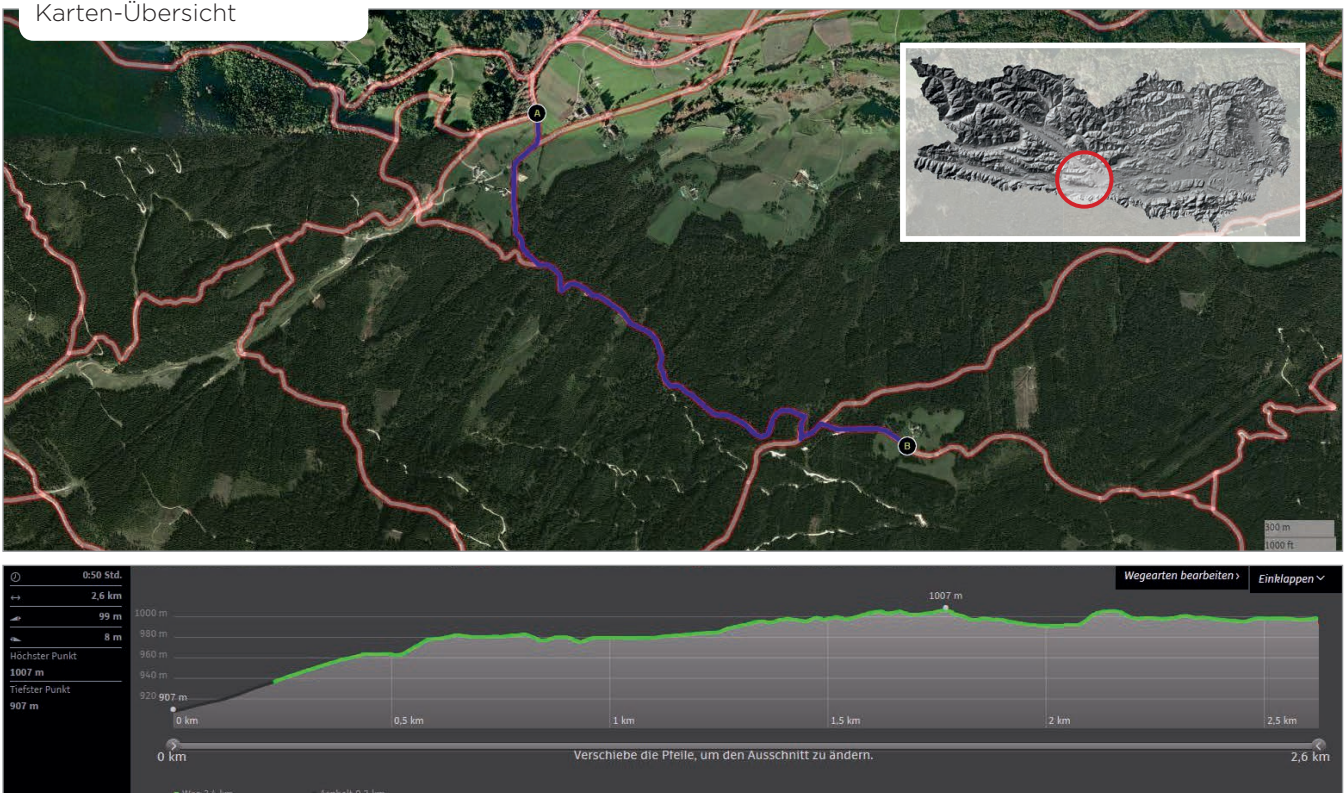 Karten-Übersicht
A
B
300 m
1000 ft
0:50 Std.
2,6 km
99 m
8 m
Höchster Punkt
1007 m
Tiefster Punkt
907 m
Wegearten bearbeiten ›
Einklappen
1007 m
1000 m
980 m
960 m
940 m
920
907 m
0 km
0,5 km
1 km
1,5 km
2 km
2,5 km
0 km
Verschiebe die Pfeile, um den Ausschnitt zu ändern.
2,6 km